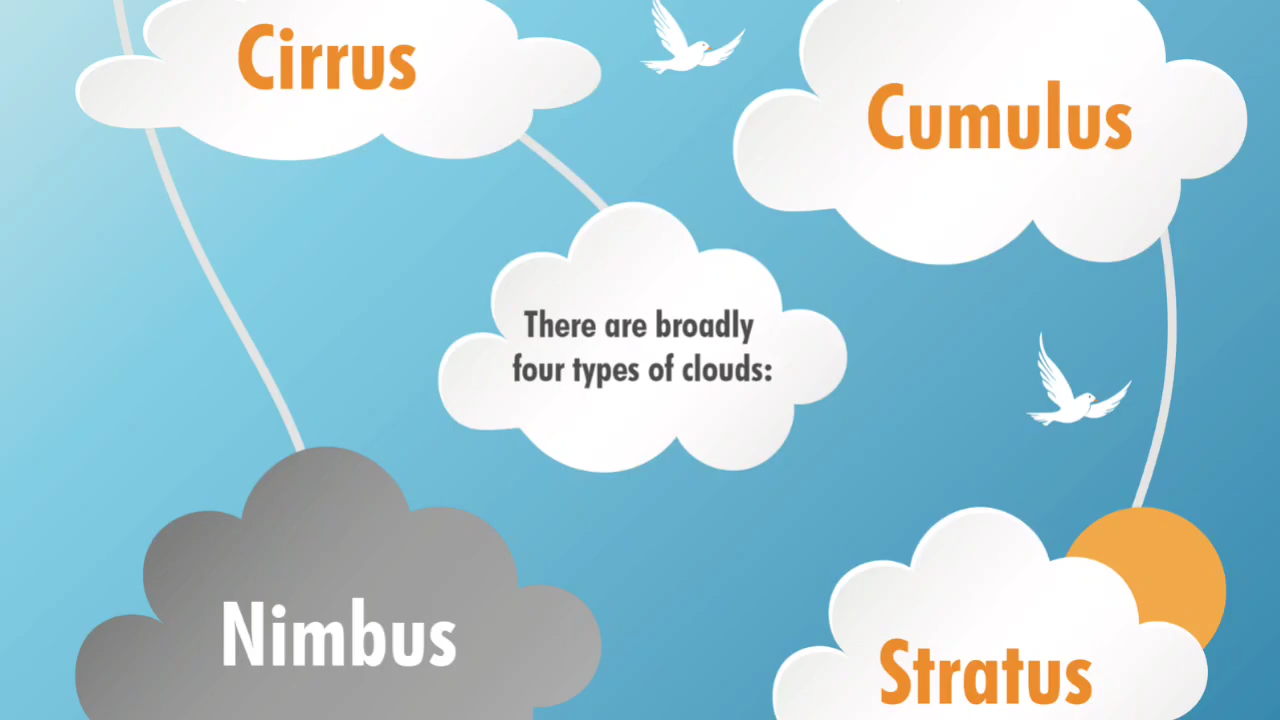 Cirrus
Cumulus
There are broadly
four types of clouds:
Nimbus
Stratus